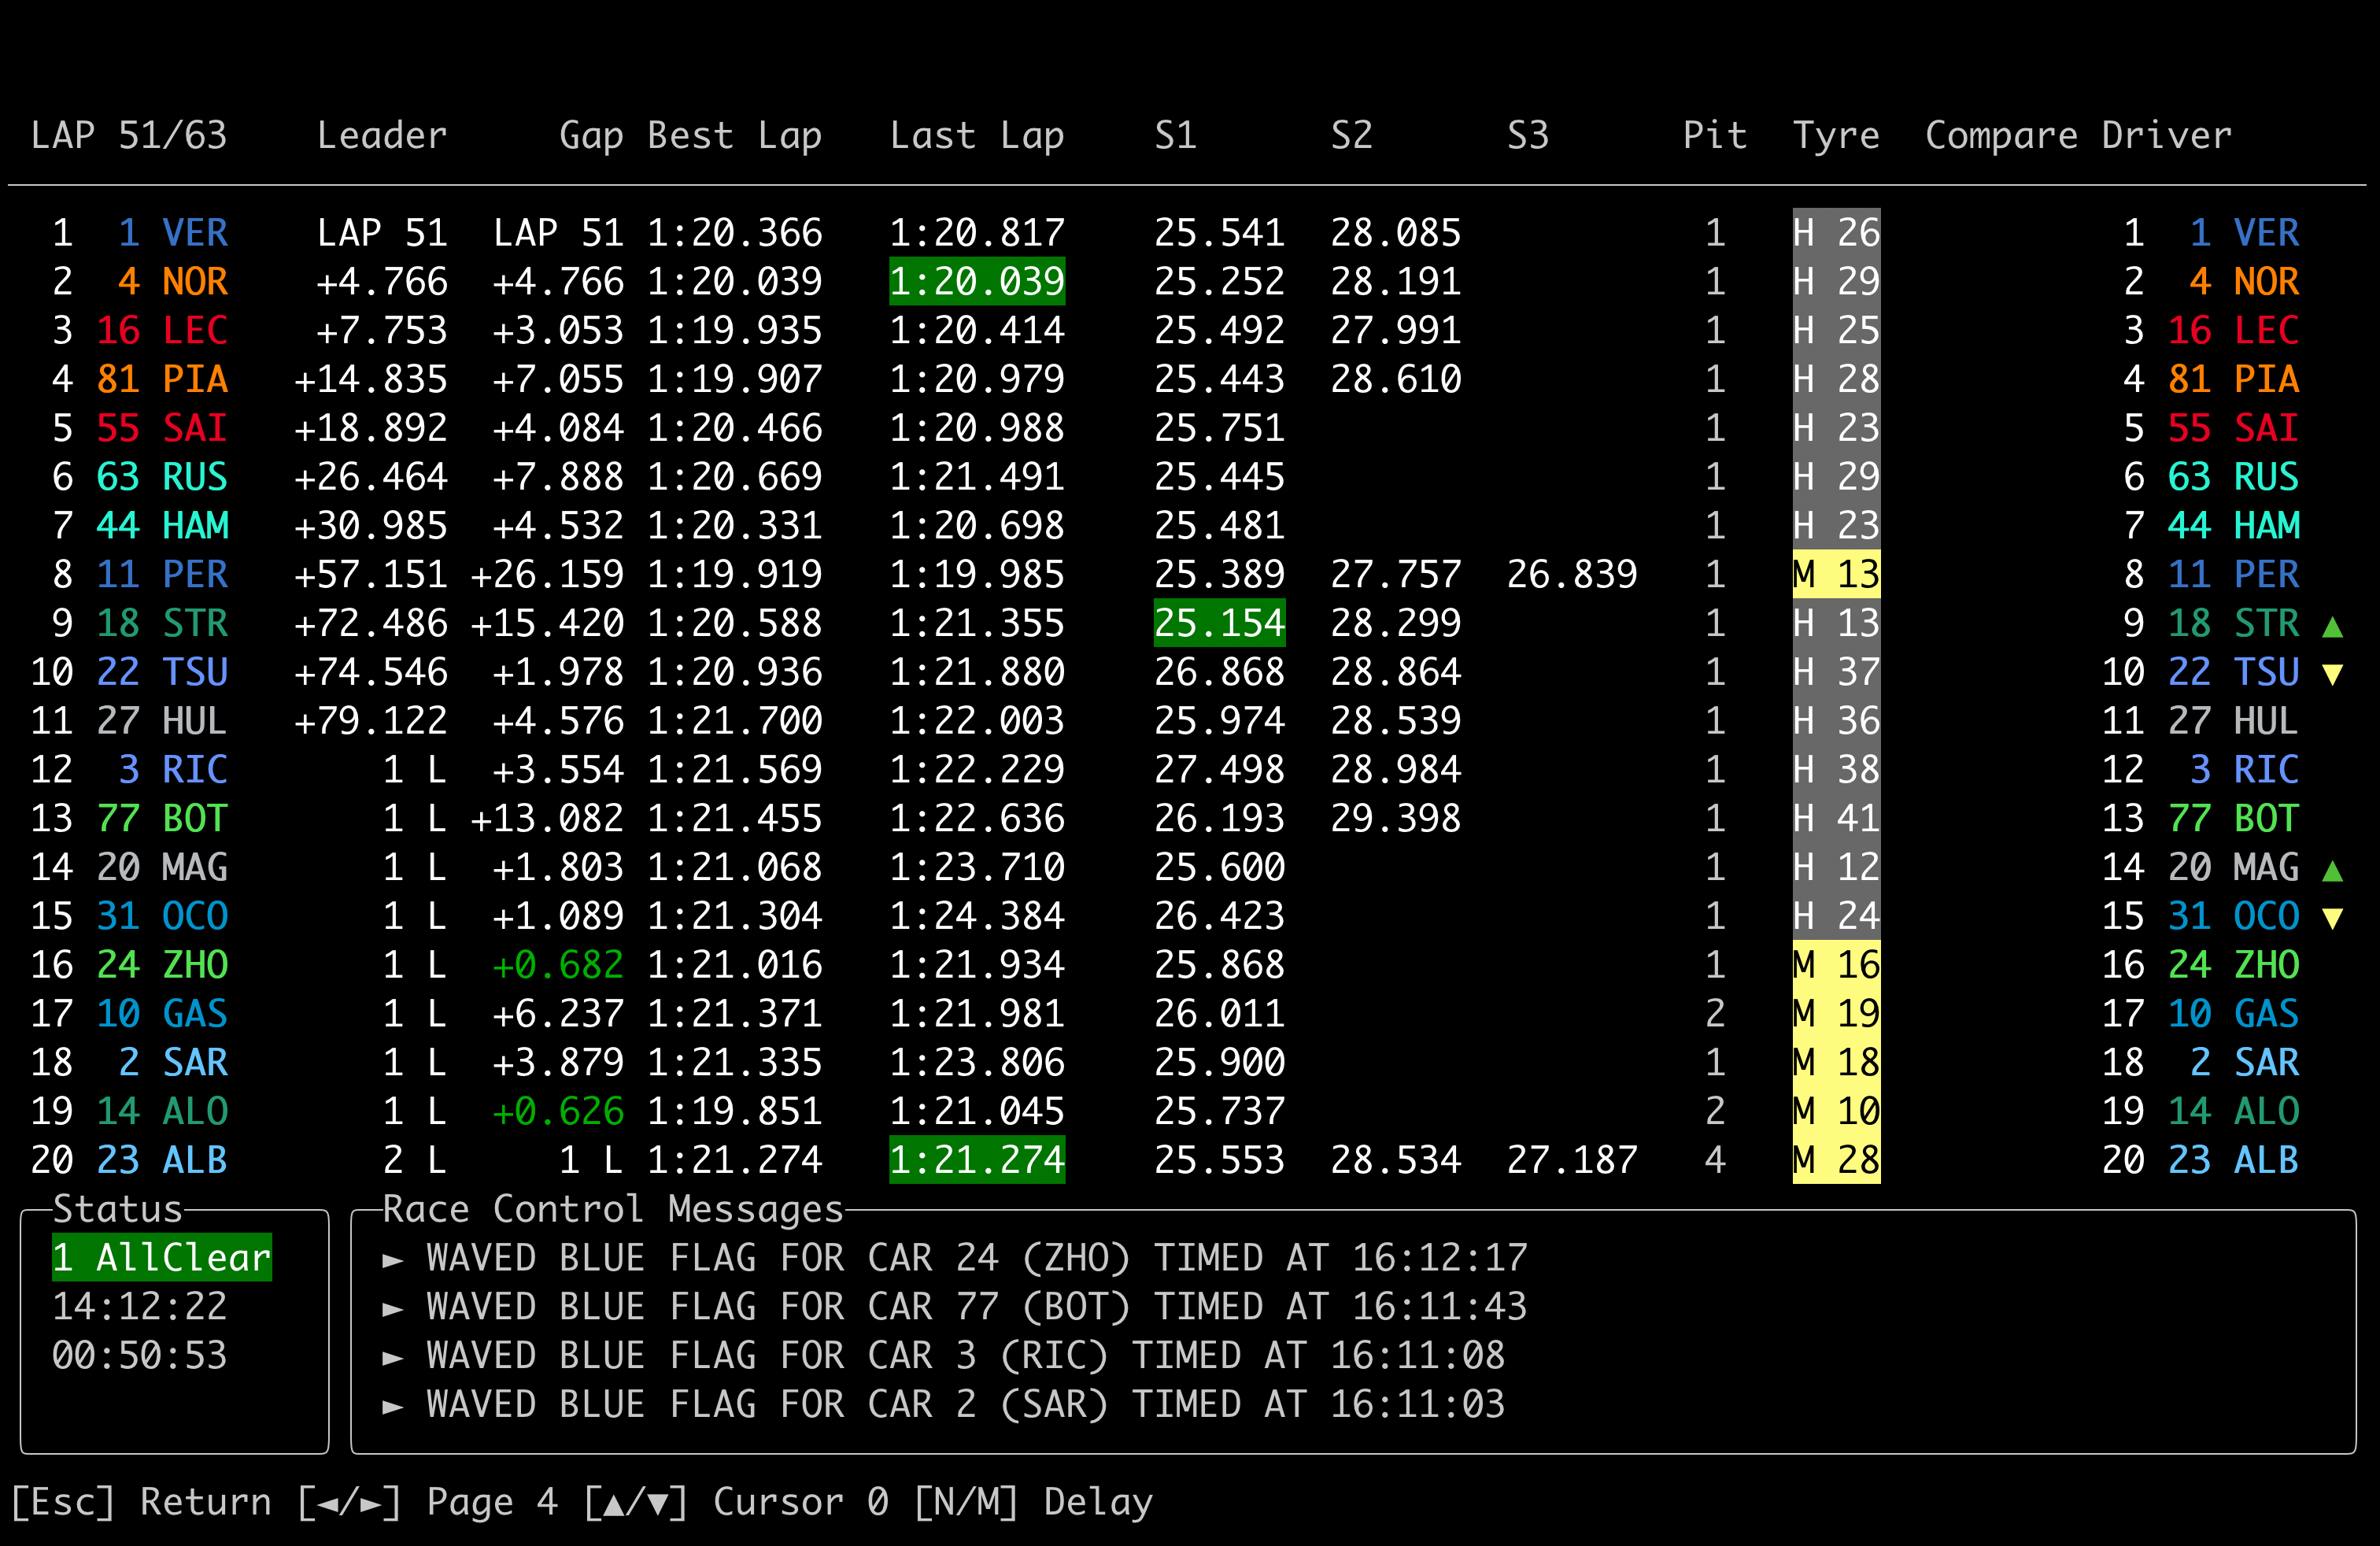 LAP 51/63 Leader Gap Best Lap Last Lap S1 S2 S3 Pit Tyre Compare Driver
1 1 VER LAP 51 LAP 51 1:20.366 1:20.817 25.541 28.085 1 H 26 1 1 VER
2 4 NOR +4.766 +4.766 1:20.039 1:20.039 25.252 28.191 1 H 29 2 4 NOR
3 16 LEC +7.753 +3.053 1:19.935 1:20.414 25.492 27.991 1 H 25 3 16 LEC
4 81 PIA +14.835 +7.055 1:19.907 1:20.979 25.443 28.610 1 H 28 4 81 PIA
5 55 SAI +18.892 +4.084 1:20.466 1:20.988 25.751 1 H 23 5 55 SAI
6 63 RUS +26.464 +7.888 1:20.669 1:21.491 25.445 1 H 29 6 63 RUS
7 44 HAM +30.985 +4.532 1:20.331 1:20.698 25.481 1 H 23 7 44 HAM
8 11 PER +57.151 +26.159 1:19.919 1:19.985 25.389 27.757 26.839 1 M 13 8 11 PER
9 18 STR +72.486 +15.420 1:20.588 1:21.355 25.154 28.299 1 H 13 9 18 STR ▲
10 22 TSU +74.546 +1.978 1:20.936 1:21.880 26.868 28.864 1 H 37 10 22 TSU ▼
11 27 HUL +79.122 +4.576 1:21.700 1:22.003 25.974 28.539 1 H 36 11 27 HUL
12 3 RIC 1 L +3.554 1:21.569 1:22.229 27.498 28.984 1 H 38 12 3 RIC
13 77 BOT 1 L +13.082 1:21.455 1:22.636 26.193 29.398 1 H 41 13 77 BOT
14 20 MAG 1 L +1.803 1:21.068 1:23.710 25.600 1 H 12 14 20 MAG ▲
15 31 OCO 1 L +1.089 1:21.304 1:24.384 26.423 1 H 24 15 31 OCO ▼
16 24 ZHO 1 L +0.682 1:21.016 1:21.934 25.868 1 M 16 16 24 ZHO
17 10 GAS 1 L +6.237 1:21.371 1:21.981 26.011 2 M 19 17 10 GAS
18 2 SAR 1 L +3.879 1:21.335 1:23.806 25.900 1 M 18 18 2 SAR
19 14 ALO 1 L +0.626 1:19.851 1:21.045 25.737 2 M 10 19 14 ALO
20 23 ALB 2 L 1 L 1:21.274 1:21.274 25.553 28.534 27.187 4 M 28 20 23 ALB
Status
1 AllClear
14:12:22
00:50:53
Race Control Messages
► WAVED BLUE FLAG FOR CAR 24 (ZHO) TIMED AT 16:12:17
► WAVED BLUE FLAG FOR CAR 77 (BOT) TIMED AT 16:11:43
► WAVED BLUE FLAG FOR CAR 3 (RIC) TIMED AT 16:11:08
► WAVED BLUE FLAG FOR CAR 2 (SAR) TIMED AT 16:11:03
[Esc] Return [◄/►] Page 4 [▲/▼] Cursor 0 [N/M] Delay